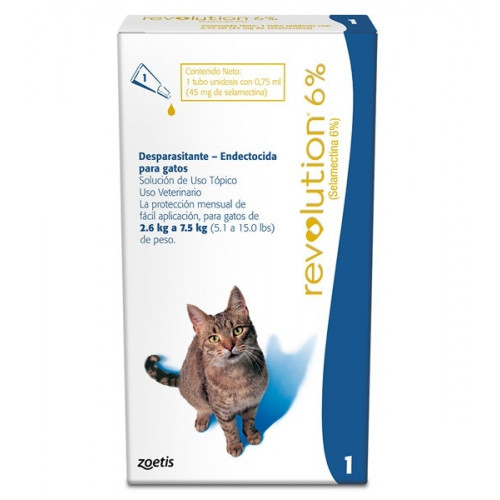 revolution® 6%
1
Contenido Neto:
1 tubo unidosis con 0,75 ml
(45 mg de selamectina)
revolution® 6%
(Selamectina 6%)
Desparasitante – Endectocida
para gatos
Solución de Uso Tópico
Uso Veterinario
La protección mensual de
fácil aplicación, para gatos de
2.6 kg a 7.5 kg (5.1 a 15.0 lbs)
de peso.
zoetis
1